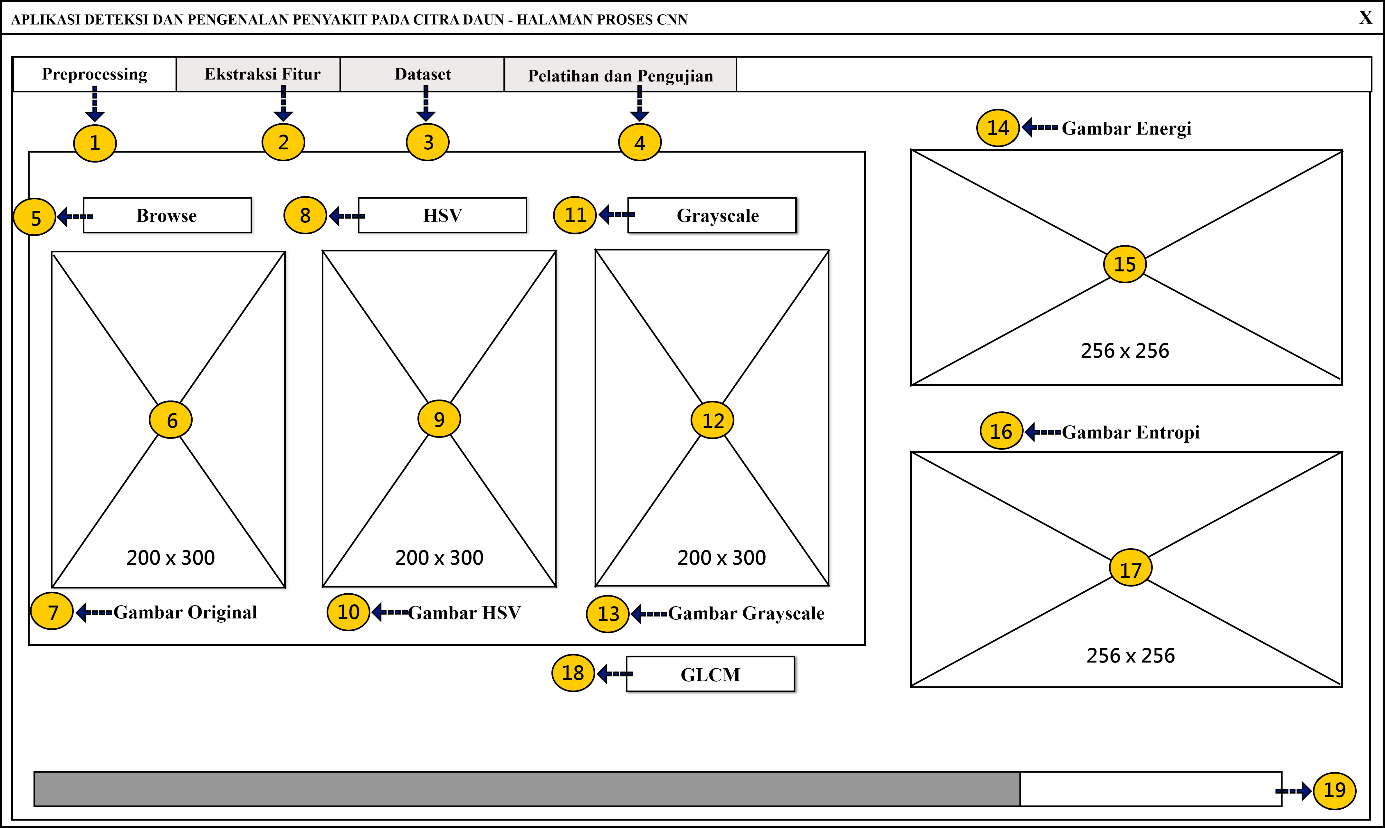 APLIKASI DETEKSI DAN PENGENALAN PENYAKIT PADA CITRA DAUN - HALAMAN PROSES CNN X
Preprocessing Ekstraksi Fitur Dataset Pelatihan dan Pengujian
1 2 3 4
14 Gambar Energi
5 Browse 8 HSV 11 Grayscale
15
256 x 256
6 9 12
16 Gambar Entropi
200 x 300 200 x 300 200 x 300
17
7 Gambar Original 10 Gambar HSV 13 Gambar Grayscale
256 x 256
18 GLCM
19